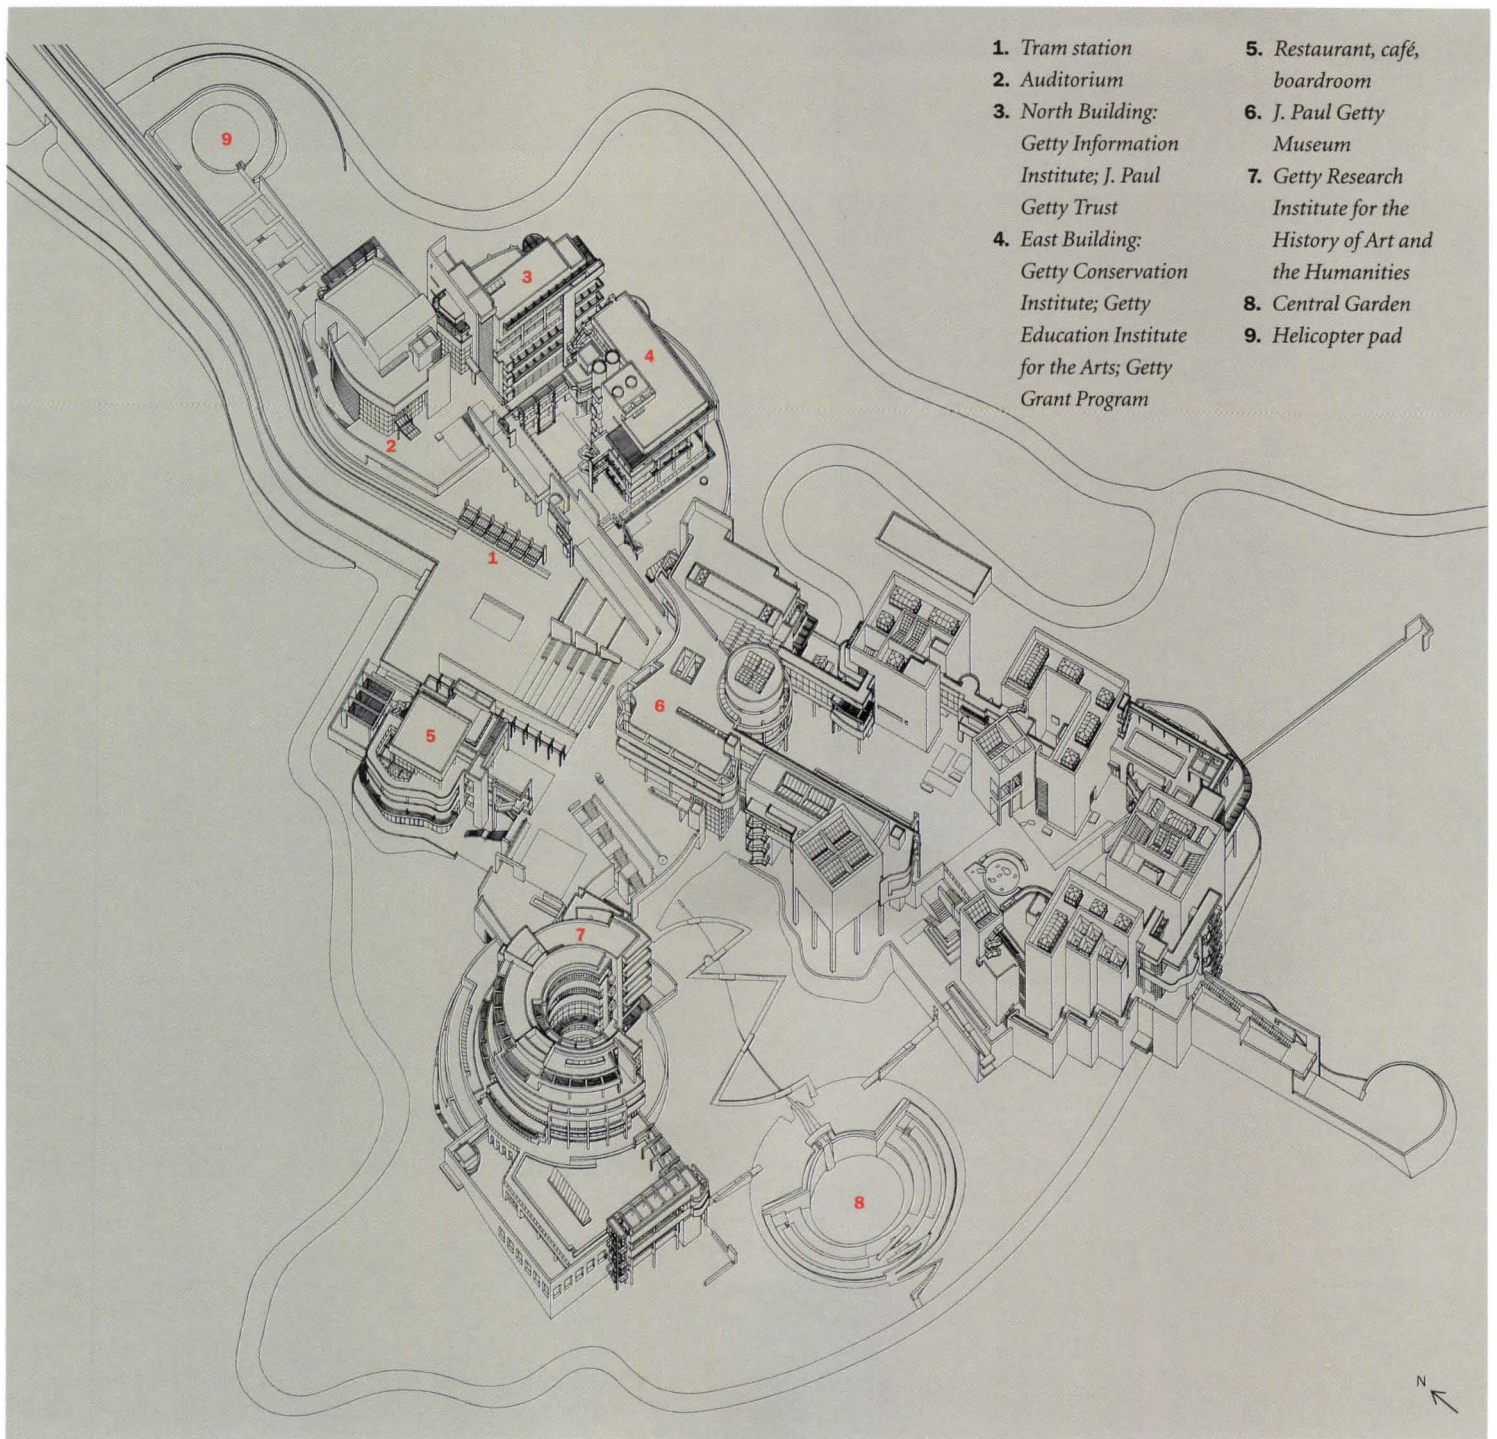 1. Tram station
2. Auditorium
3. North Building:
Getty Information
Institute; J. Paul
Getty Trust
4. East Building:
Getty Conservation
Institute; Getty
Education Institute
for the Arts; Getty
Grant Program
5. Restaurant, café,
boardroom
6. J. Paul Getty
Museum
7. Getty Research
Institute for the
History of Art and
the Humanities
8. Central Garden
9. Helicopter pad
9
3
4
2
1
6
5
7
8
N